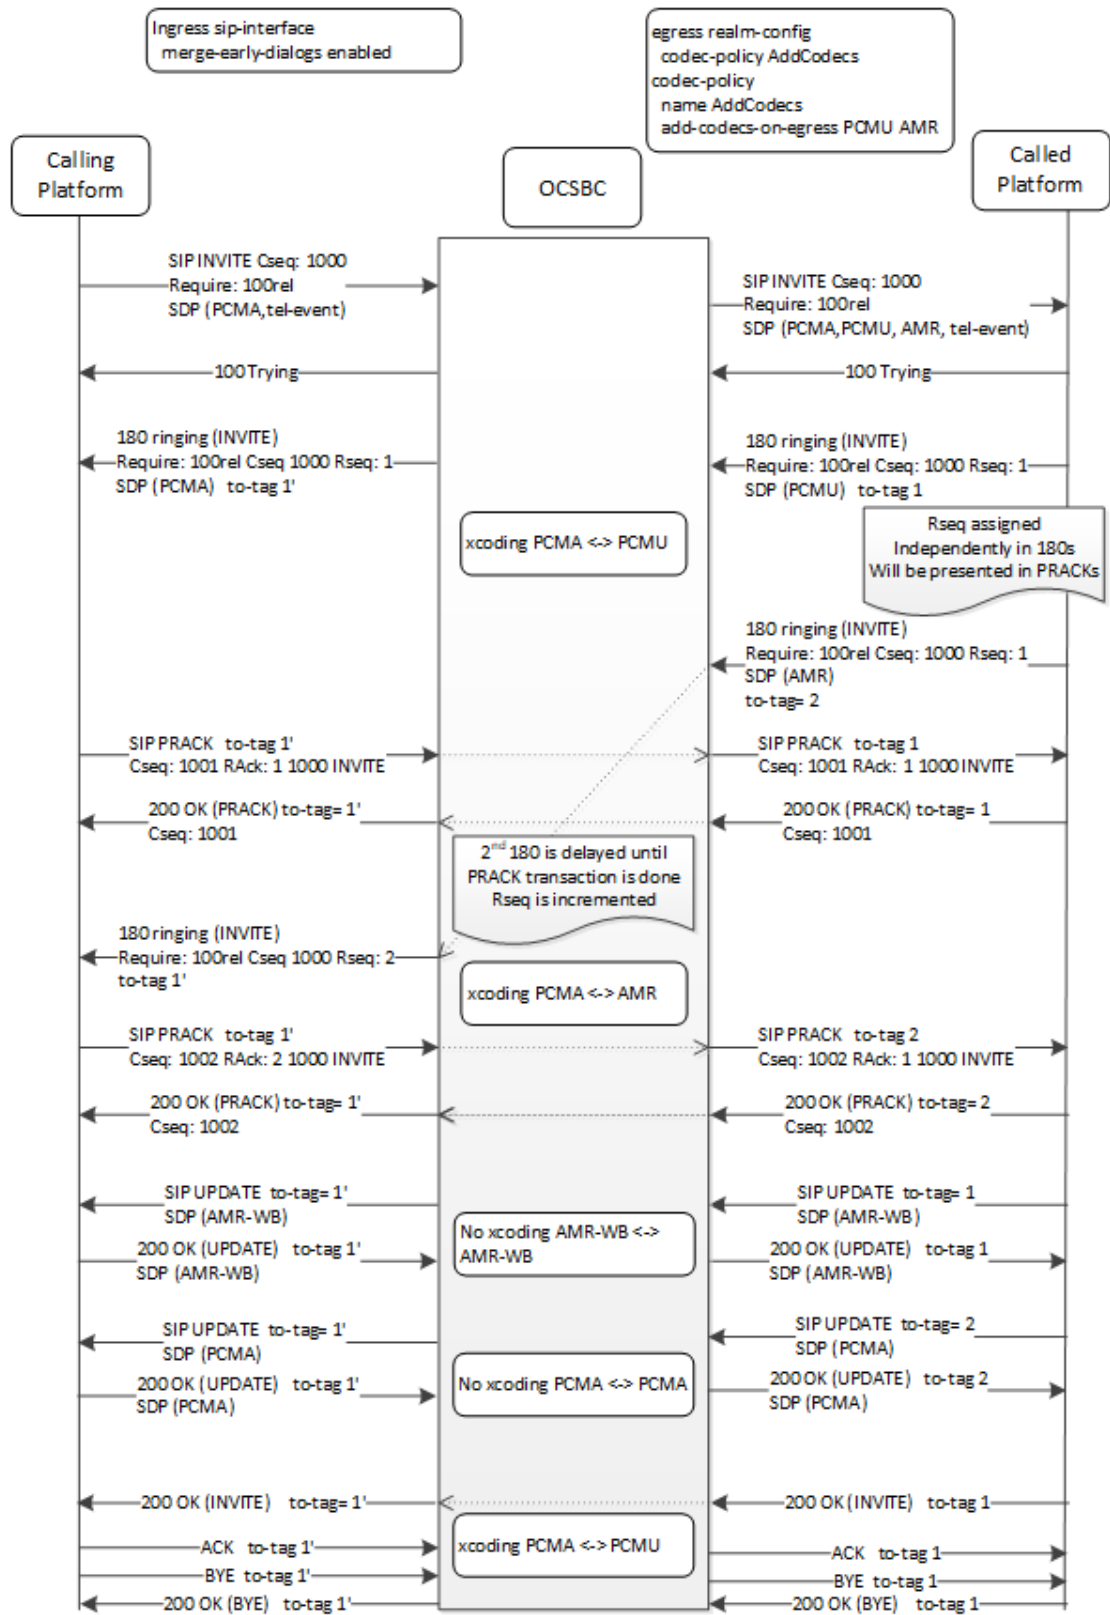 Ingress sip-interface
merge-early-dialogs enabled
egress realm-config
codec-policy AddCodecs
codec-policy
name AddCodecs
add-codecs-on-egress PCMU AMR
Calling
Platform
OCSBC
Called
Platform
SIP INVITE Cseq: 1000
Require: 100rel
SDP (PCMA,tel-event)
SIP INVITE Cseq: 1000
Require: 100rel
SDP (PCMA,PCMU, AMR, tel-event)
100 Trying
100 Trying
180 ringing (INVITE)
Require: 100rel Cseq 1000 Rseq: 1
SDP (PCMA) to-tag 1'
180 ringing (INVITE)
Require: 100rel Cseq: 1000 Rseq: 1
SDP (PCMU) to-tag 1
xcoding PCMA <-> PCMU
Rseq assigned
Independently in 180s
Will be presented in PRACKs
180 ringing (INVITE)
Require: 100rel Cseq: 1000 Rseq: 1
SDP (AMR)
to-tag= 2
SIP PRACK to-tag 1'
Cseq: 1001 RAck: 1 1000 INVITE
SIP PRACK to-tag 1
Cseq: 1001 RAck: 1 1000 INVITE
200 OK (PRACK) to-tag= 1'
Cseq: 1001
200 OK (PRACK) to-tag= 1
Cseq: 1001
2nd 180 is delayed until
PRACK transaction is done
Rseq is incremented
180 ringing (INVITE)
Require: 100rel Cseq 1000 Rseq: 2
to-tag 1'
xcoding PCMA <-> AMR
SIP PRACK to-tag 1'
Cseq: 1002 RAck: 2 1000 INVITE
SIP PRACK to-tag 2
Cseq: 1002 RAck: 1 1000 INVITE
200 OK (PRACK) to-tag= 1'
Cseq: 1002
200 OK (PRACK) to-tag= 2
Cseq: 1002
SIP UPDATE to-tag= 1'
SDP (AMR-WB)
SIP UPDATE to-tag= 1
SDP (AMR-WB)
No xcoding AMR-WB <->
AMR-WB
200 OK (UPDATE) to-tag 1'
SDP (AMR-WB)
200 OK (UPDATE) to-tag 1
SDP (AMR-WB)
SIP UPDATE to-tag= 1'
SDP (PCMA)
SIP UPDATE to-tag= 2
SDP (PCMA)
No xcoding PCMA <-> PCMA
200 OK (UPDATE) to-tag 1'
SDP (PCMA)
200 OK (UPDATE) to-tag 2
SDP (PCMA)
200 OK (INVITE) to-tag= 1'
200 OK (INVITE) to-tag 1
xcoding PCMA <-> PCMU
ACK to-tag 1'
ACK to-tag 1
BYE to-tag 1'
BYE to-tag 1
200 OK (BYE) to-tag 1'
200 OK (BYE) to-tag 1